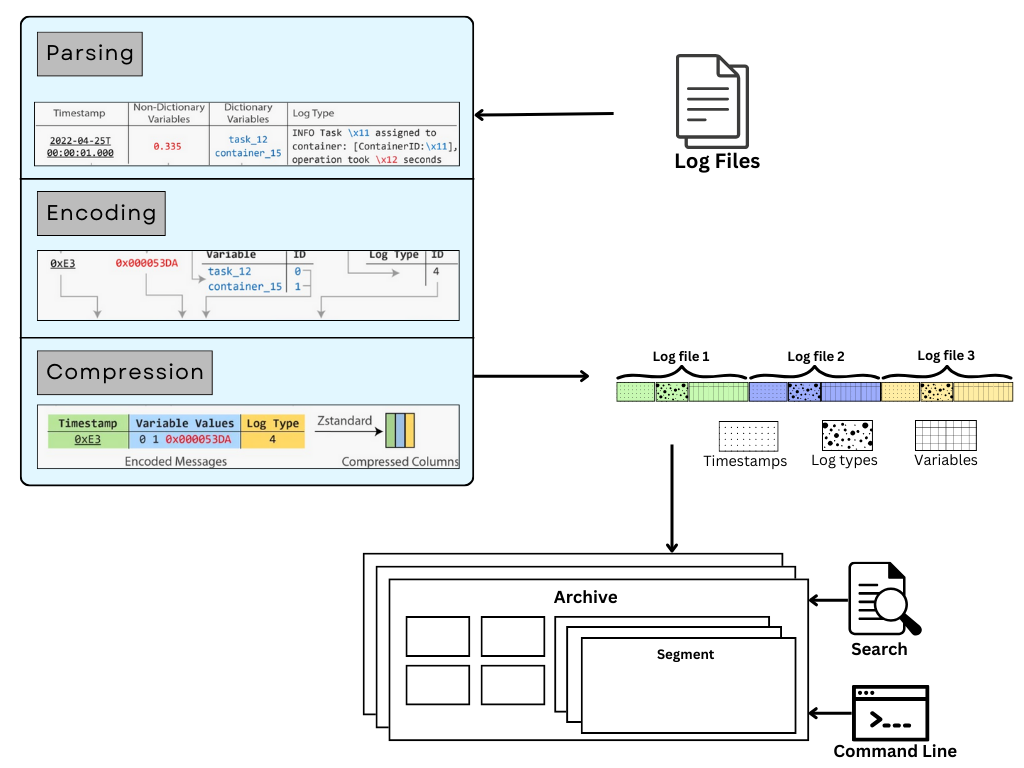 Parsing
Timestamp
Non-Dictionary
Variables
Dictionary
Variables
Log Type
2022-04-25T
00:00:01.000
0.335
task_12
container_15
INFO Task \x11 assigned to
container: [ContainerID:\x11],
operation took \x12 seconds
Log Files
Encoding
0xE3
0x000053DA
Variable ID
task_12 0
container_15 1
Log Type ID
4
Compression
Timestamp Variable Values Log Type
0xE3 0 1 0x000053DA 4
Encoded Messages
Zstandard
Compressed Columns
Log file 1 Log file 2 Log file 3
Timestamps Log types Variables
Archive
Segment
Search
Command Line